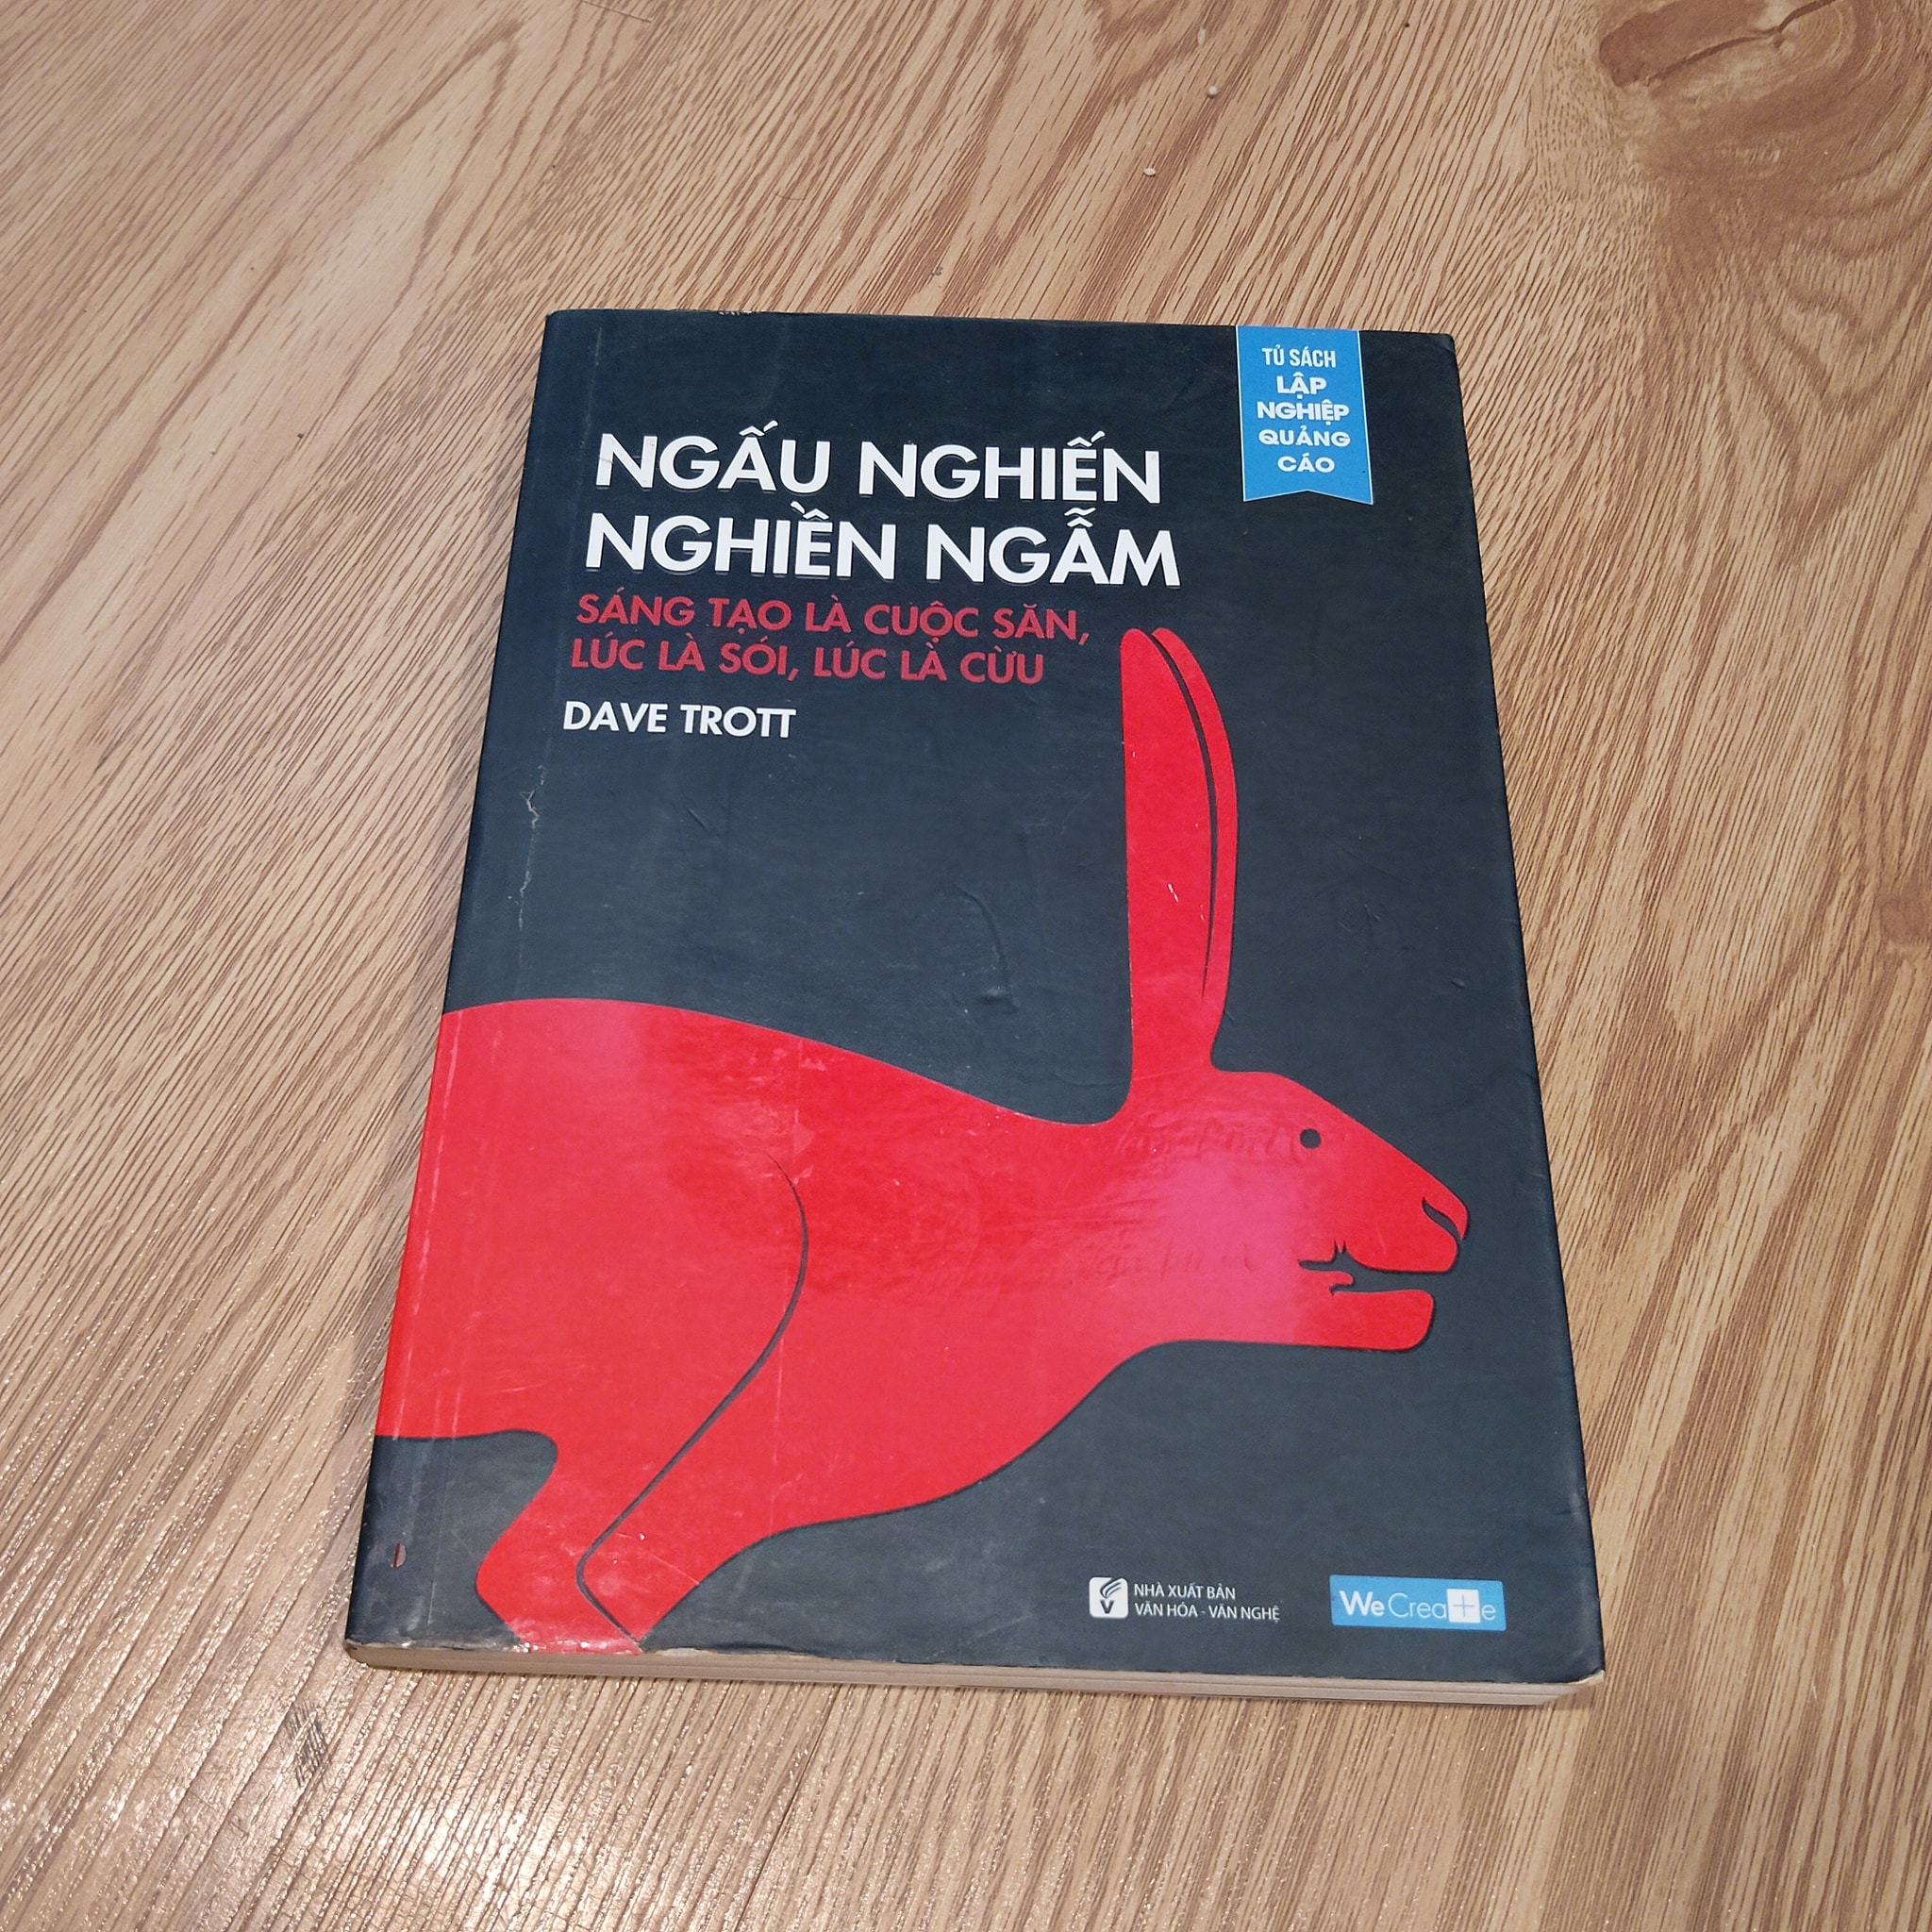 TỦ SÁCH
LẬP
NGHIỆP
QUẢNG
CÁO
NGẤU NGHIẾN
NGHIỀN NGẪM
SÁNG TẠO LÀ CUỘC SĂN,
LÚC LÀ SÓI, LÚC LÀ CỪU
DAVE TROTT
NHÀ XUẤT BẢN
VĂN HÓA - VĂN NGHỆ
WeCreate